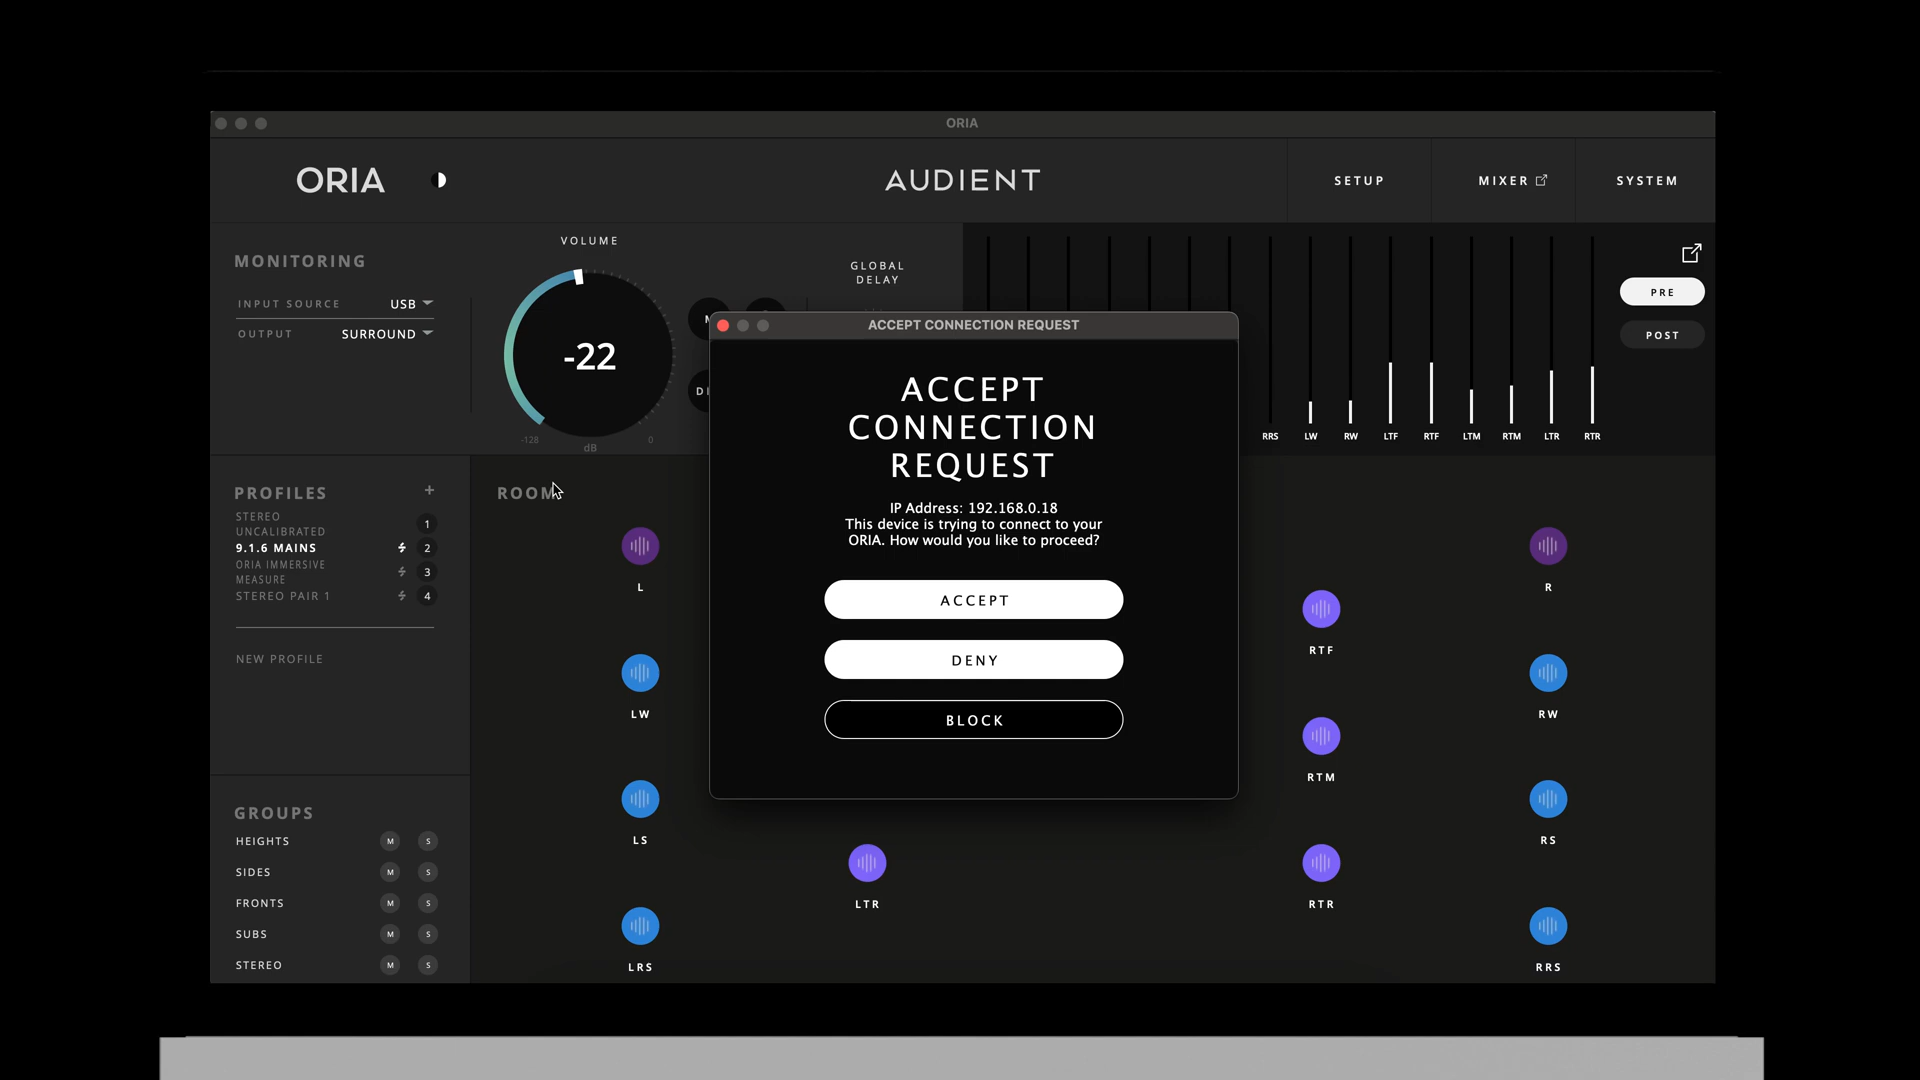 ORIA
ORIA
AUDIENT
SETUP
MIXER
SYSTEM
MONITORING
INPUT SOURCE
USB
OUTPUT
SURROUND
VOLUME
-22
-128
0
dB
GLOBAL
DELAY
PRE
POST
RRS
LW
RW
LTF
RTF
LTM
RTM
LTR
RTR
PROFILES
+
STEREO
UNCALIBRATED
1
9.1.6 MAINS
2
ORIA IMMERSIVE
MEASURE
3
STEREO PAIR 1
4
NEW PROFILE
GROUPS
HEIGHTS
M
S
SIDES
M
S
FRONTS
M
S
SUBS
M
S
STEREO
M
S
ROOM
L
LW
LS
LRS
LTR
RTF
RTM
RTR
R
RW
RS
RRS
ACCEPT CONNECTION REQUEST
ACCEPT
CONNECTION
REQUEST
IP Address: 192.168.0.18
This device is trying to connect to your
ORIA. How would you like to proceed?
ACCEPT
DENY
BLOCK